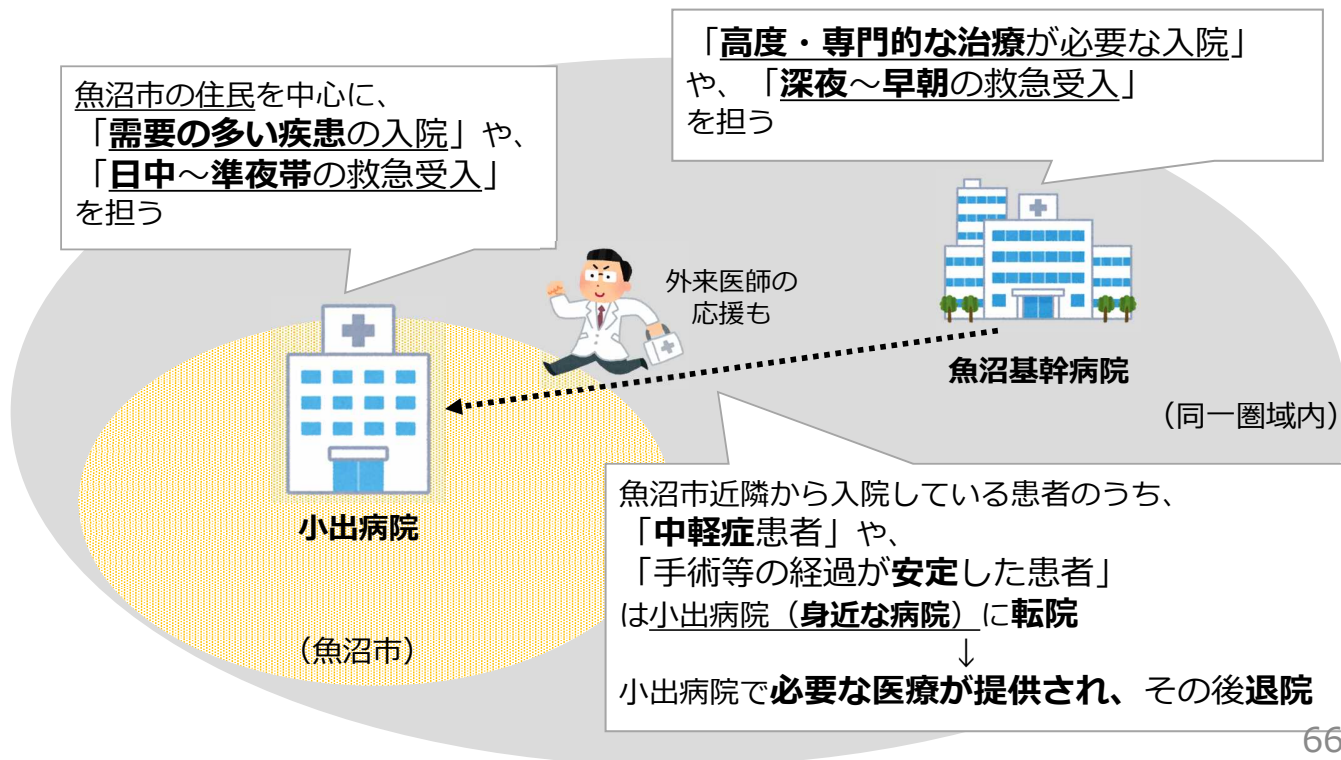 魚沼市の住民を中心に、
「需要の多い疾患の入院」や、
「日中～準夜帯の救急受入」
を担う
「高度・専門的な治療が必要な入院」
や、「深夜～早朝の救急受入」
を担う
外来医師の
応援も
魚沼基幹病院
（同一圏域内）
小出病院
（魚沼市）
魚沼市近隣から入院している患者のうち、
「中軽症患者」や、
「手術等の経過が安定した患者」
は小出病院（身近な病院）に転院
↓
小出病院で必要な医療が提供され、その後退院
66